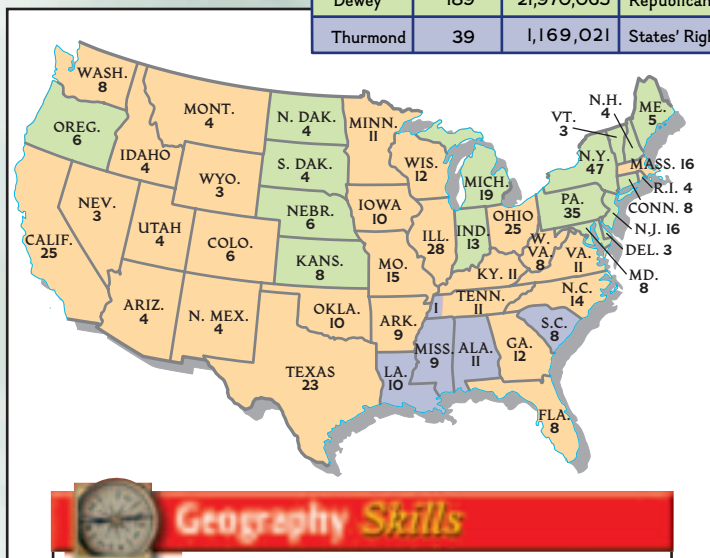 Dewey 189 21,970,065 Republican
Thurmond 39 1,169,021 States' Righ
WASH.
8
OREG.
6
CALIF.
25
NEV.
3
IDAHO
4
MONT.
4
WYO.
3
UTAH
4
COLO.
6
ARIZ.
4
N. MEX.
4
N. DAK.
4
S. DAK.
4
NEBR.
6
KANS.
8
OKLA.
10
TEXAS
23
MINN.
11
IOWA
10
MO.
15
ARK.
9
LA.
10
WIS.
12
ILL.
28
MICH.
19
IND.
13
OHIO
25
KY. 11
TENN.
11
1
MISS.
9
ALA.
11
GA.
12
FLA.
8
S.C.
8
N.C.
14
VA.
11
W.
VA.
8
PA.
35
N.Y.
47
VT.
3
N.H.
4
ME.
5
MASS. 16
R.I. 4
CONN. 8
N.J. 16
DEL. 3
MD.
8
Geography Skills